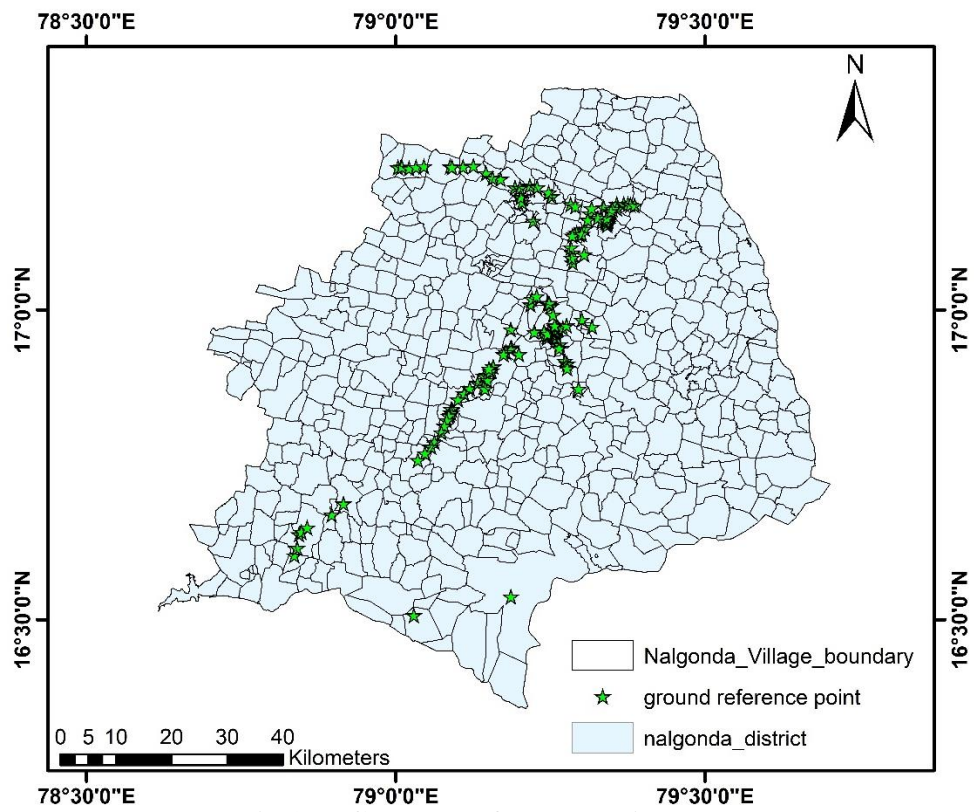 78°30'0"E 79°0'0"E 79°30'0"E
N
17°0'0"N 17°0'0"N
16°30'0"N 16°30'0"N
Nalgonda_Village_boundary
ground reference point
nalgonda_district
0 5 10 20 30 40
Kilometers
78°30'0"E 79°0'0"E 79°30'0"E